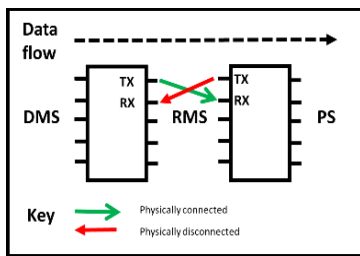 Data
flow
TX
TX
RX
RX
DMS
RMS
PS
Key
Physically connected
Physically disconnected